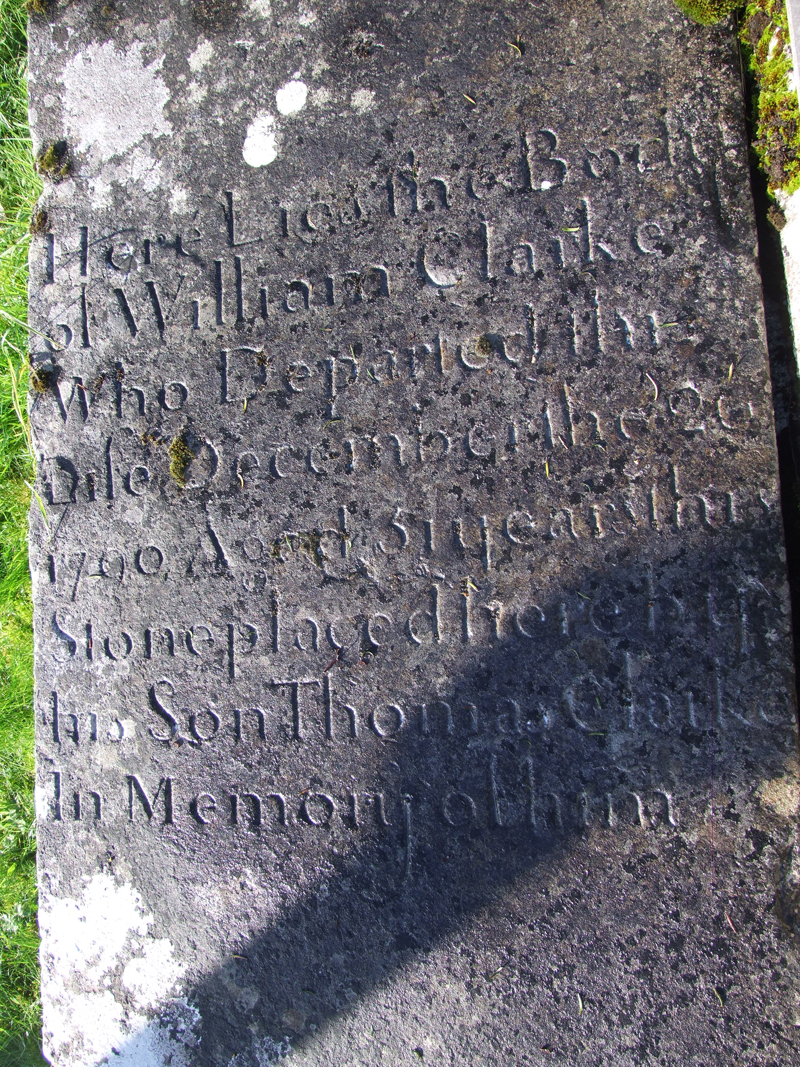 Here Lies the Body
of William Clarke
Who Departed this
Life December the 20
1790 Aged 51 years this
Stone placed here by
his Son Thomas Clarke
In Memory of him